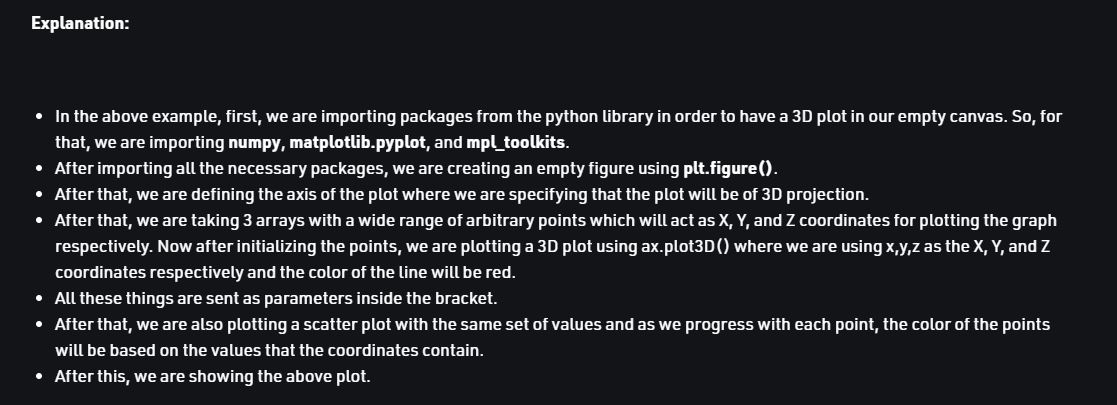 Explanation:
• In the above example, first, we are importing packages from the python library in order to have a 3D plot in our empty canvas. So, for
that, we are importing numpy, matplotlib.pyplot, and mpl_toolkits.
• After importing all the necessary packages, we are creating an empty figure using plt.figure().
• After that, we are defining the axis of the plot where we are specifying that the plot will be of 3D projection.
• After that, we are taking 3 arrays with a wide range of arbitrary points which will act as X, Y, and Z coordinates for plotting the graph
respectively. Now after initializing the points, we are plotting a 3D plot using ax.plot3D() where we are using x,y,z as the X, Y, and Z
coordinates respectively and the color of the line will be red.
• All these things are sent as parameters inside the bracket.
• After that, we are also plotting a scatter plot with the same set of values and as we progress with each point, the color of the points
will be based on the values that the coordinates contain.
• After this, we are showing the above plot.